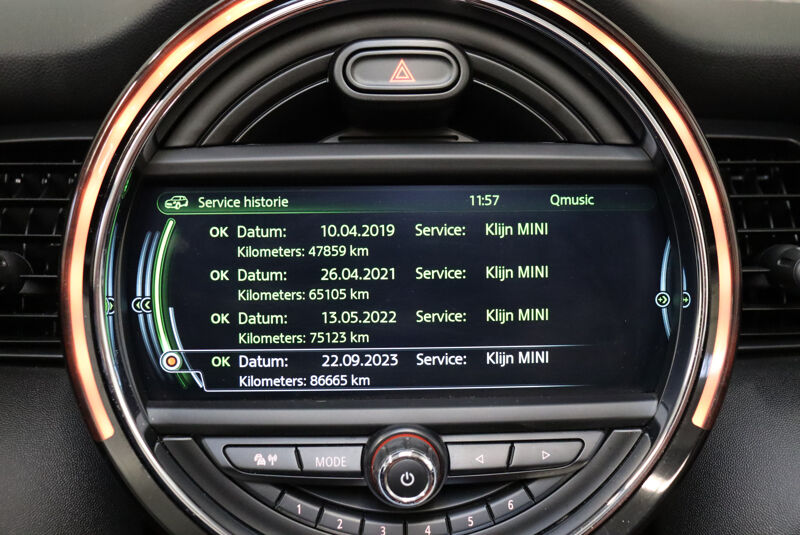 Service historie 11:57 Qmusic
OK Datum: 10.04.2019 Service: Klijn MINI
Kilometers: 47859 km
OK Datum: 26.04.2021 Service: Klijn MINI
Kilometers: 65105 km
OK Datum: 13.05.2022 Service: Klijn MINI
Kilometers: 75123 km
OK Datum: 22.09.2023 Service: Klijn MINI
Kilometers: 86665 km
MODE
1 2 3 4 5 6